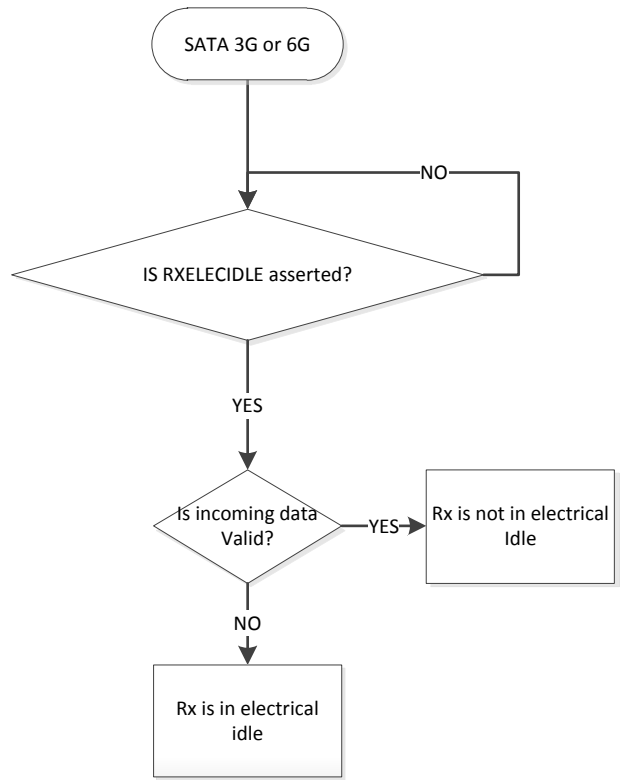 SATA 3G or 6G
NO
IS RXELECIDLE asserted?
YES
Is incoming data
Valid?
YES
Rx is not in electrical
Idle
NO
Rx is in electrical
idle